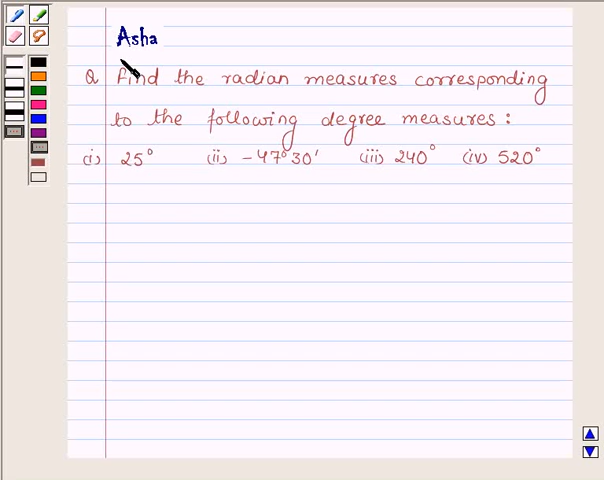 Asha
Q Find the radian measures corresponding
to the following degree measures :
(i) 25° (ii) -47°30' (iii) 240° (iv) 520°